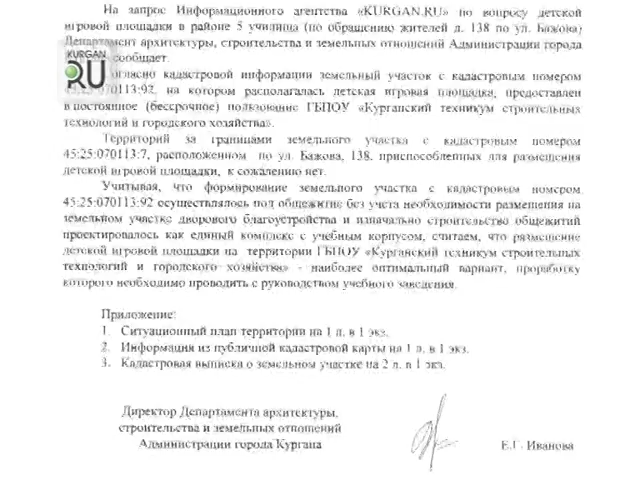 На запрос Информационного агентства «KURGAN.RU» по вопросу детской
игровой площадки в районе 5 училища (по обращению жителей д. 138 по ул. Бажова)
Департамент архитектуры, строительства и земельных отношений Администрации города
сообщает.
KURGAN
RU
Согласно кадастровой информации земельный участок с кадастровым номером
45:25:070113:92, на котором располагалась детская игровая площадка, предоставлен
в постоянное (бессрочное) пользование ГБПОУ «Курганский техникум строительных
технологий и городского хозяйства».
Территорий за границами земельного участка с кадастровым номером
45:25:070113:7, расположенном по ул. Бажова, 138, приспособленных для размещения
детской игровой площадки, к сожалению нет.
Учитывая, что формирование земельного участка с кадастровым номером
45:25:070113:92 осуществлялось под общежитие без учета необходимости размещения на
земельном участке дворового благоустройства и изначально строительство общежитий
проектировалось как единый комплекс с учебным корпусом, считаем, что размещение
детской игровой площадки на территории ГБПОУ «Курганский техникум строительных
технологий и городского хозяйства» - наиболее оптимальный вариант, проработку
которого необходимо проводить с руководством учебного заведения.
Приложение:
1. Ситуационный план территории на 1 л. в 1 экз.
2. Информация из публичной кадастровой карты на 1 л. в 1 экз.
3. Кадастровая выписка о земельном участке на 2 л. в 1 экз.
Директор Департамента архитектуры,
строительства и земельных отношений
Администрации города Кургана
Е.Г. Иванова